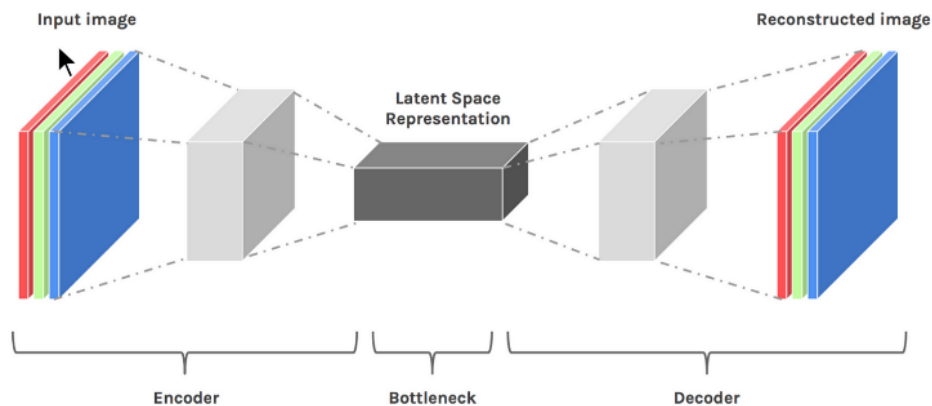 Input image
Reconstructed image
Latent Space
Representation
Encoder
Bottleneck
Decoder